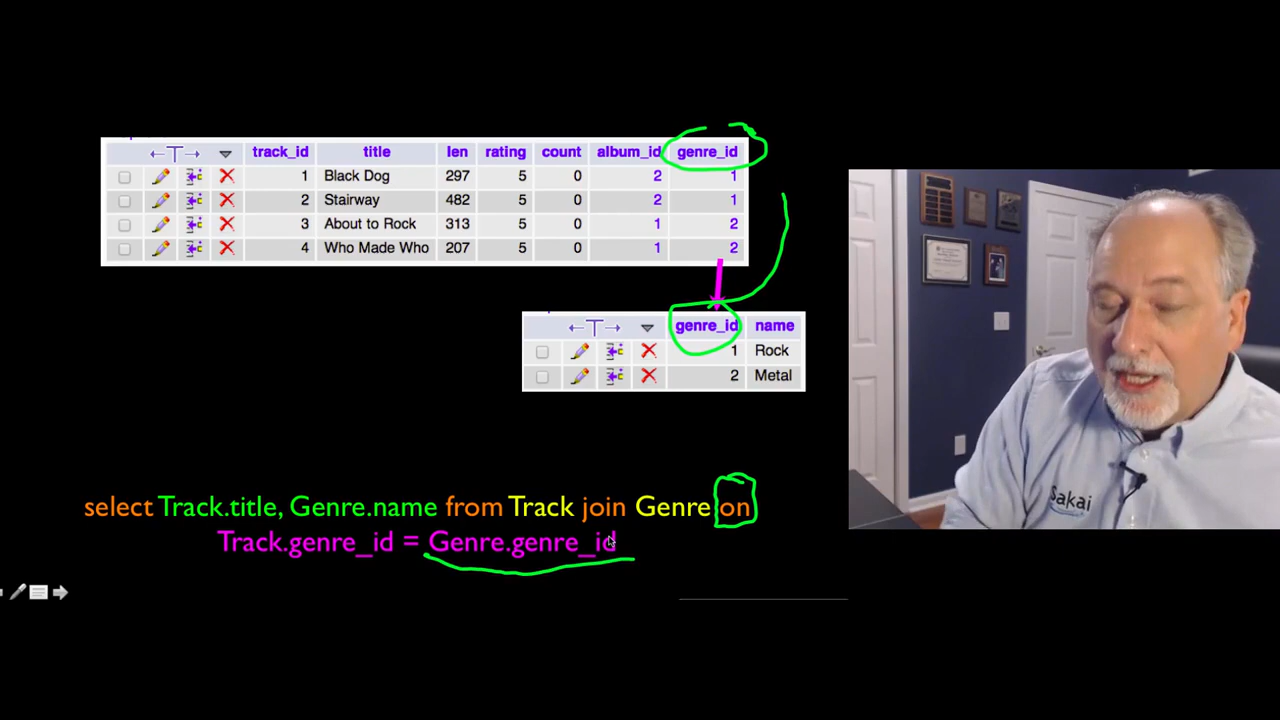 track_id title len rating count album_id genre_id
1 Black Dog 297 5 0 2 1
2 Stairway 482 5 0 2 1
3 About to Rock 313 5 0 1 2
4 Who Made Who 207 5 0 1 2
genre_id name
1 Rock
2 Metal
Sakai
select Track.title, Genre.name from Track join Genre on
Track.genre_id = Genre.genre_id